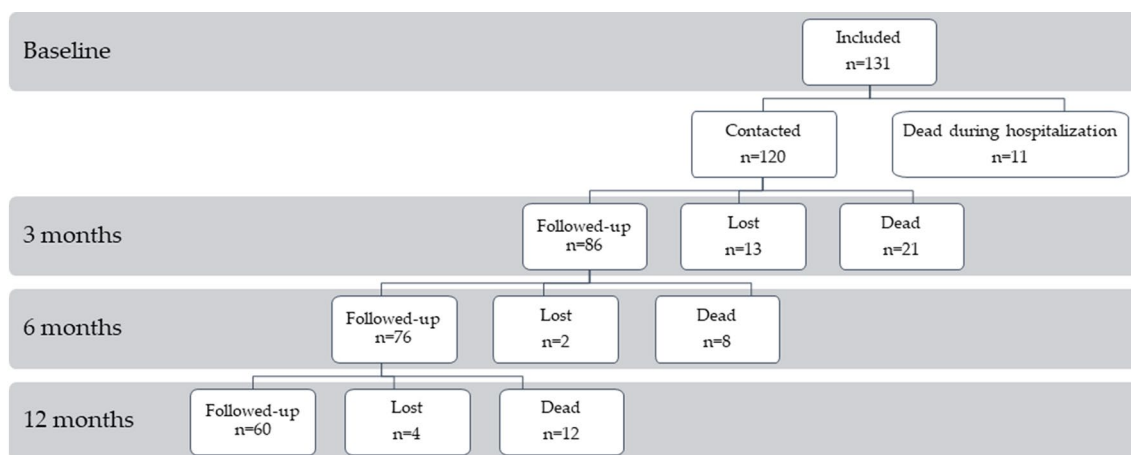 Baseline
Included
n=131
Contacted
n=120
Dead during hospitalization
n=11
3 months
Followed-up
n=86
Lost
n=13
Dead
n=21
6 months
Followed-up
n=76
Lost
n=2
Dead
n=8
12 months
Followed-up
n=60
Lost
n=4
Dead
n=12